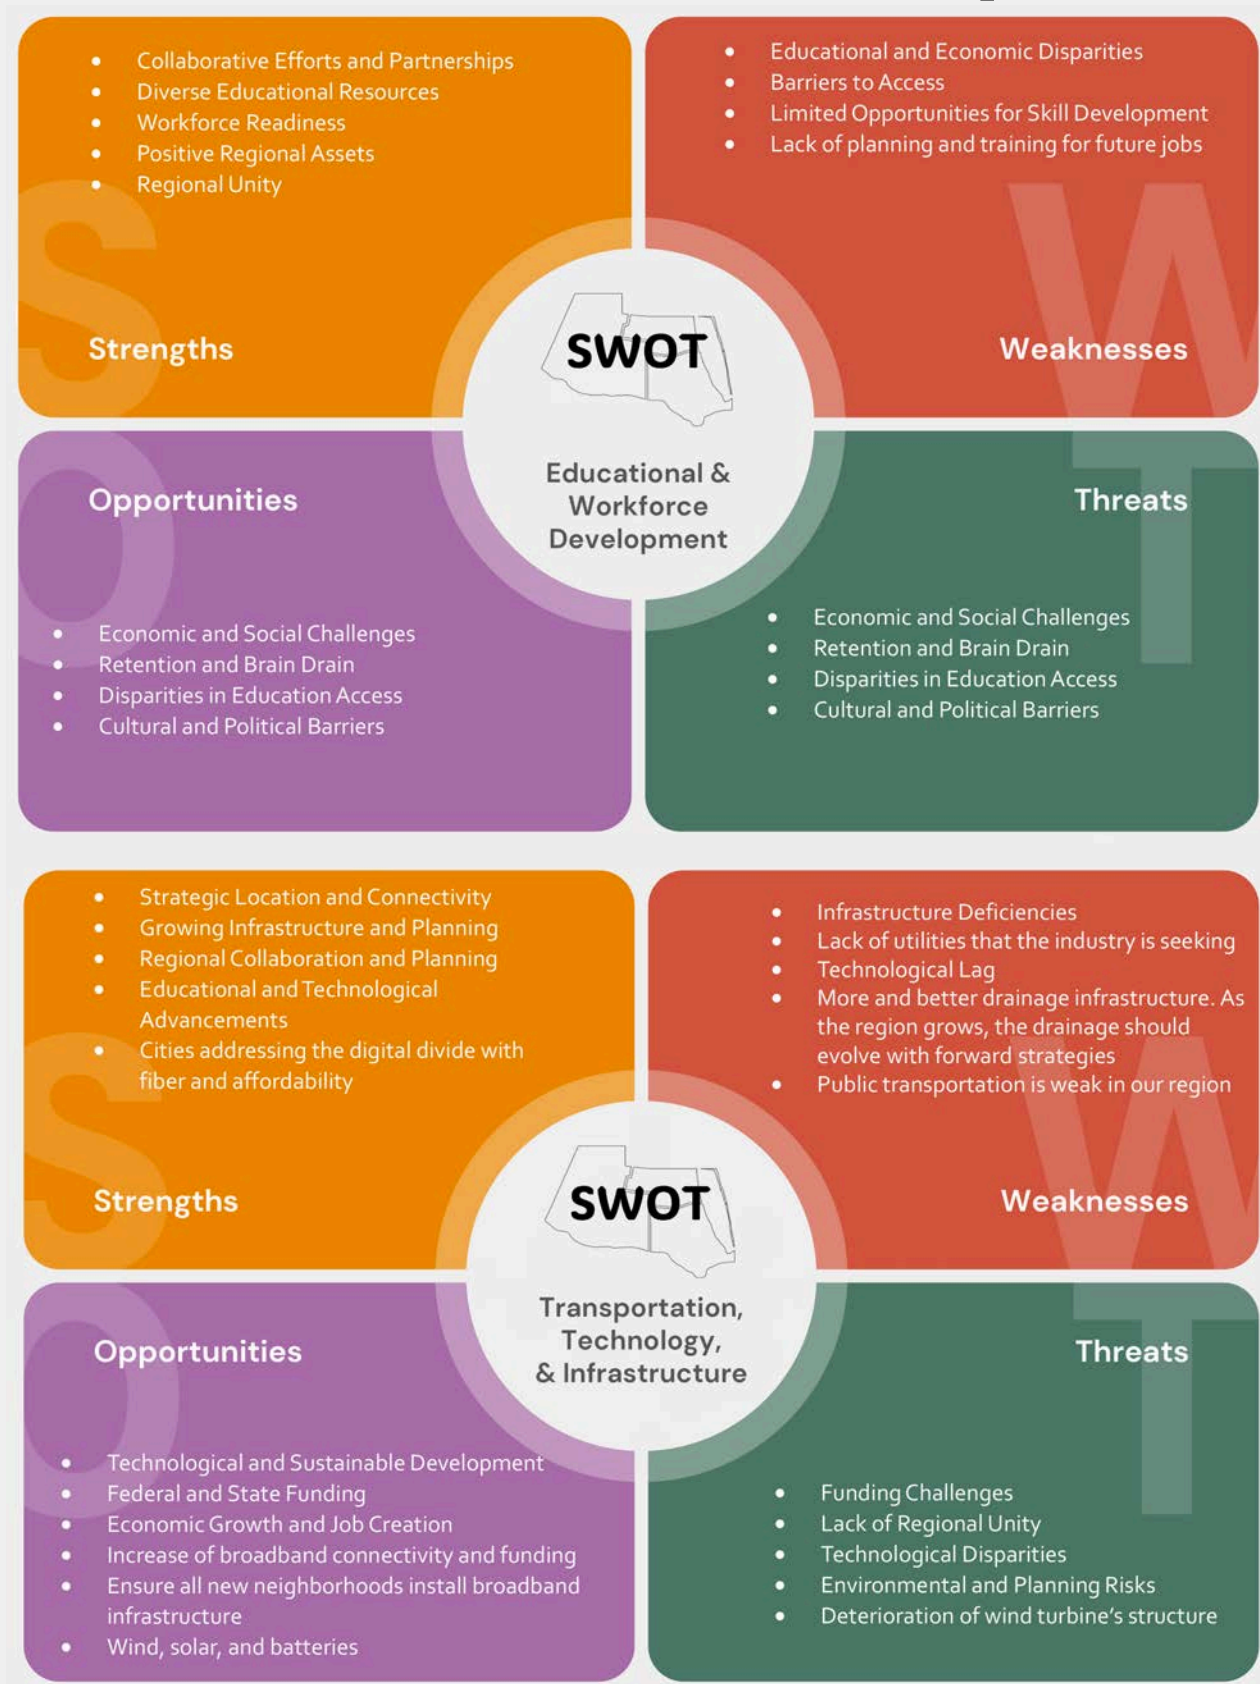 • Collaborative Efforts and Partnerships
• Diverse Educational Resources
• Workforce Readiness
• Positive Regional Assets
• Regional Unity
S
Strengths
• Educational and Economic Disparities
• Barriers to Access
• Limited Opportunities for Skill Development
• Lack of planning and training for future jobs
W
Weaknesses
SWOT
Educational &
Workforce
Development
O
Opportunities
• Economic and Social Challenges
• Retention and Brain Drain
• Disparities in Education Access
• Cultural and Political Barriers
T
Threats
• Economic and Social Challenges
• Retention and Brain Drain
• Disparities in Education Access
• Cultural and Political Barriers
• Strategic Location and Connectivity
• Growing Infrastructure and Planning
• Regional Collaboration and Planning
• Educational and Technological
Advancements
• Cities addressing the digital divide with
fiber and affordability
S
Strengths
• Infrastructure Deficiencies
• Lack of utilities that the industry is seeking
• Technological Lag
• More and better drainage infrastructure. As
the region grows, the drainage should
evolve with forward strategies
• Public transportation is weak in our region
W
Weaknesses
SWOT
Transportation,
Technology,
& Infrastructure
O
Opportunities
• Technological and Sustainable Development
• Federal and State Funding
• Economic Growth and Job Creation
• Increase of broadband connectivity and funding
• Ensure all new neighborhoods install broadband
infrastructure
• Wind, solar, and batteries
T
Threats
• Funding Challenges
• Lack of Regional Unity
• Technological Disparities
• Environmental and Planning Risks
• Deterioration of wind turbine's structure